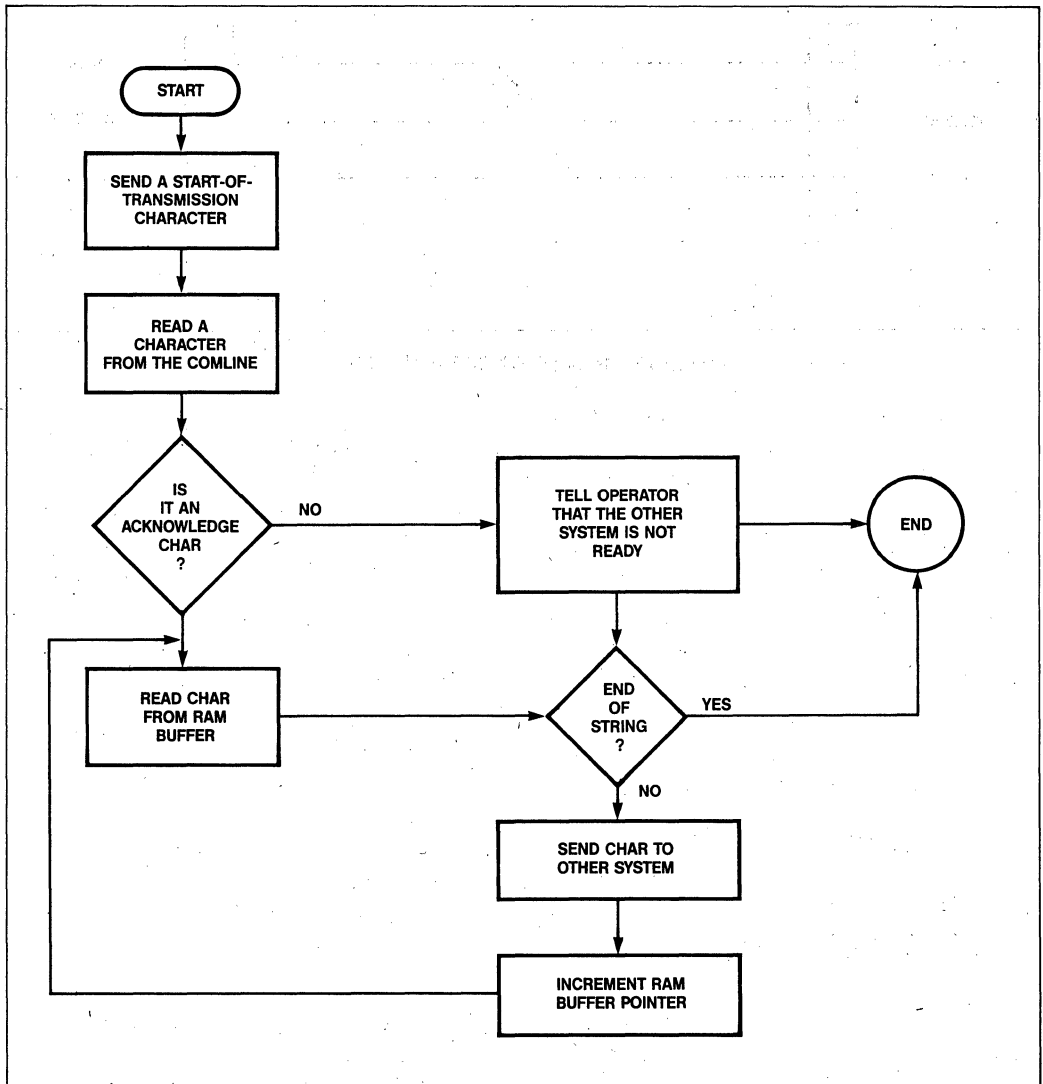 START
SEND A START-OF-
TRANSMISSION
CHARACTER
READ A
CHARACTER
FROM THE COMLINE
IS
IT AN
ACKNOWLEDGE
CHAR
?
NO
TELL OPERATOR
THAT THE OTHER
SYSTEM IS NOT
READY
END
READ CHAR
FROM RAM
BUFFER
END
OF
STRING
?
YES
NO
SEND CHAR TO
OTHER SYSTEM
INCREMENT RAM
BUFFER POINTER